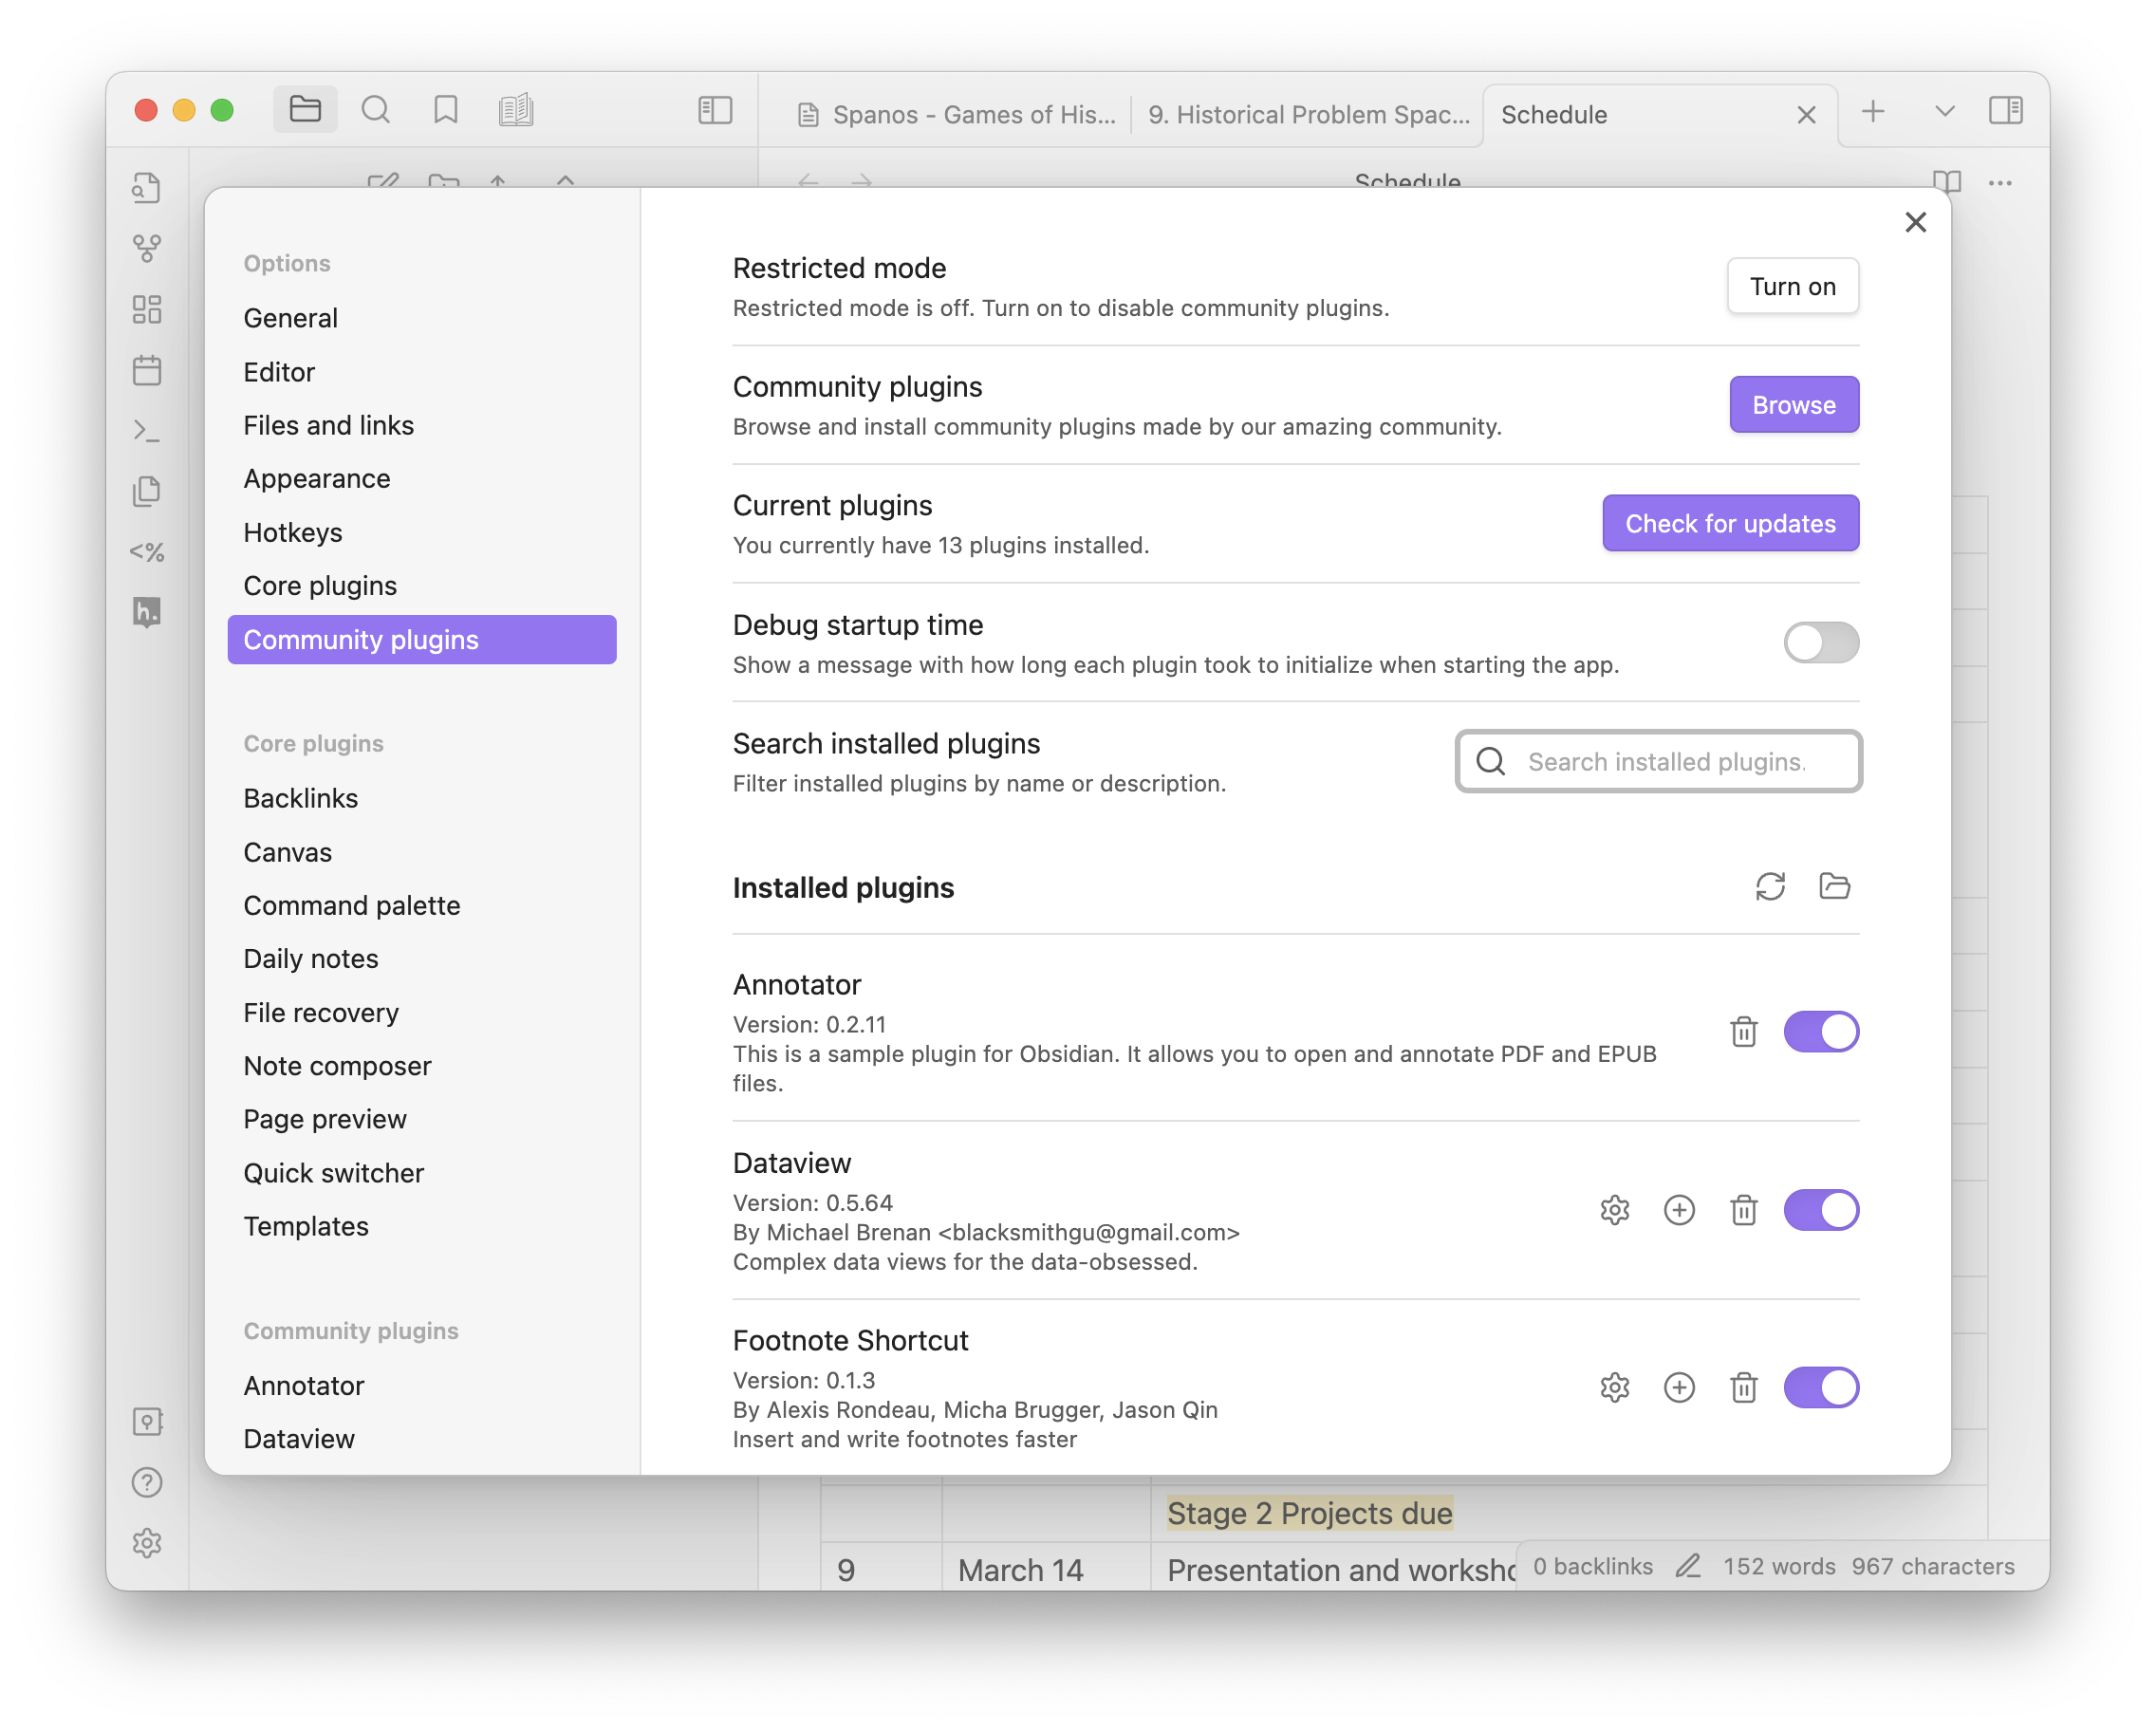 Spanos - Games of His...
9. Historical Problem Spac...
Schedule
Schedule
Options
General
Editor
Files and links
Appearance
Hotkeys
Core plugins
Community plugins
Core plugins
Backlinks
Canvas
Command palette
Daily notes
File recovery
Note composer
Page preview
Quick switcher
Templates
Community plugins
Annotator
Dataview
Restricted mode
Restricted mode is off. Turn on to disable community plugins.
Turn on
Community plugins
Browse and install community plugins made by our amazing community.
Browse
Current plugins
You currently have 13 plugins installed.
Check for updates
Debug startup time
Show a message with how long each plugin took to initialize when starting the app.
Search installed plugins
Filter installed plugins by name or description.
Search installed plugins.
Installed plugins
Annotator
Version: 0.2.11
This is a sample plugin for Obsidian. It allows you to open and annotate PDF and EPUB
files.
Dataview
Version: 0.5.64
By Michael Brenan <blacksmithgu@gmail.com>
Complex data views for the data-obsessed.
Footnote Shortcut
Version: 0.1.3
By Alexis Rondeau, Micha Brugger, Jason Qin
Insert and write footnotes faster
<%
h.
Stage 2 Projects due
9 March 14 Presentation and worksho
0 backlinks 152 words 967 characters